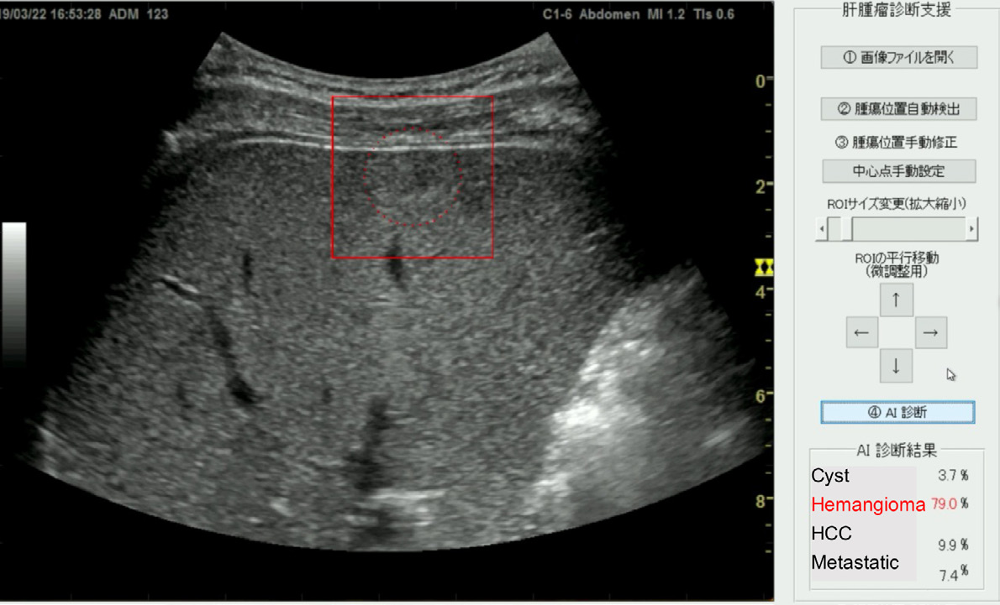 19/03/22 16:53:28 ADM 123
C1-6 Abdomen MI 1.2 TIs 0.6
0
2
4
6
8
肝腫瘤診断支援
① 画像ファイルを開く
② 腫瘍位置自動検出
③ 腫瘍位置手動修正
中心点手動設定
ROIサイズ変更(拡大縮小)
ROIの平行移動
(微調整用)
↑
← →
↓
④ AI 診断
AI 診断結果
Cyst 3.7 %
Hemangioma 79.0 %
HCC 9.9 %
Metastatic 7.4 %